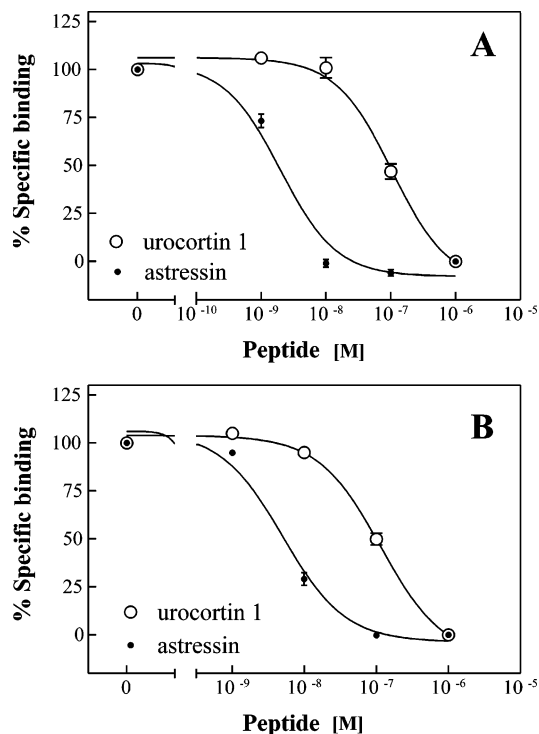 A
125
100
75
50
25
0
% Specific binding
urocortin 1
astressin
0 10 -10 10 -9 10 -8 10 -7 10 -6 10 -5
Peptide [M]
B
125
100
75
50
25
0
% Specific binding
urocortin 1
astressin
0 10 -9 10 -8 10 -7 10 -6 10 -5
Peptide [M]